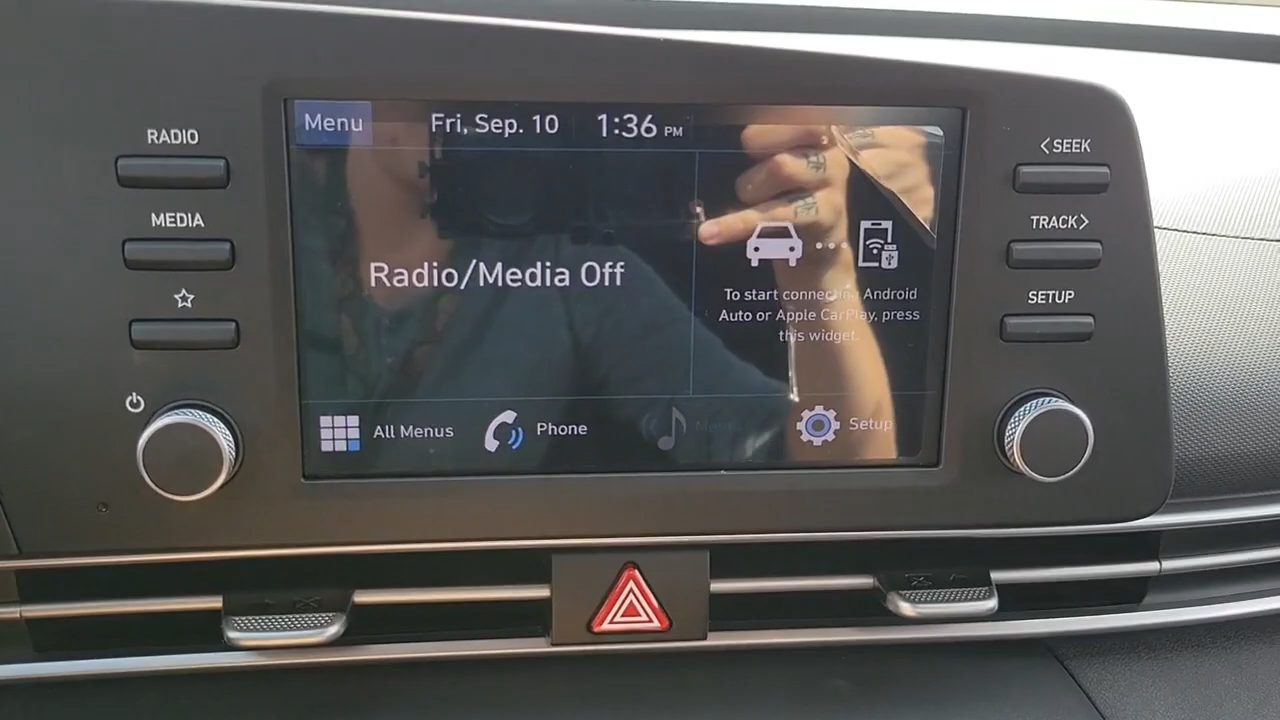 RADIO
MEDIA
Menu
Fri, Sep. 10
1:36 PM
Radio/Media Off
To start connecting Android
Auto or Apple CarPlay, press
this widget.
All Menus
Phone
Setup
<SEEK
TRACK>
SETUP